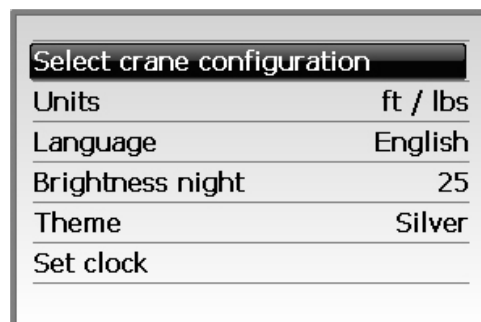 Select crane configuration
Units ft / lbs
Language English
Brightness night 25
Theme Silver
Set clock